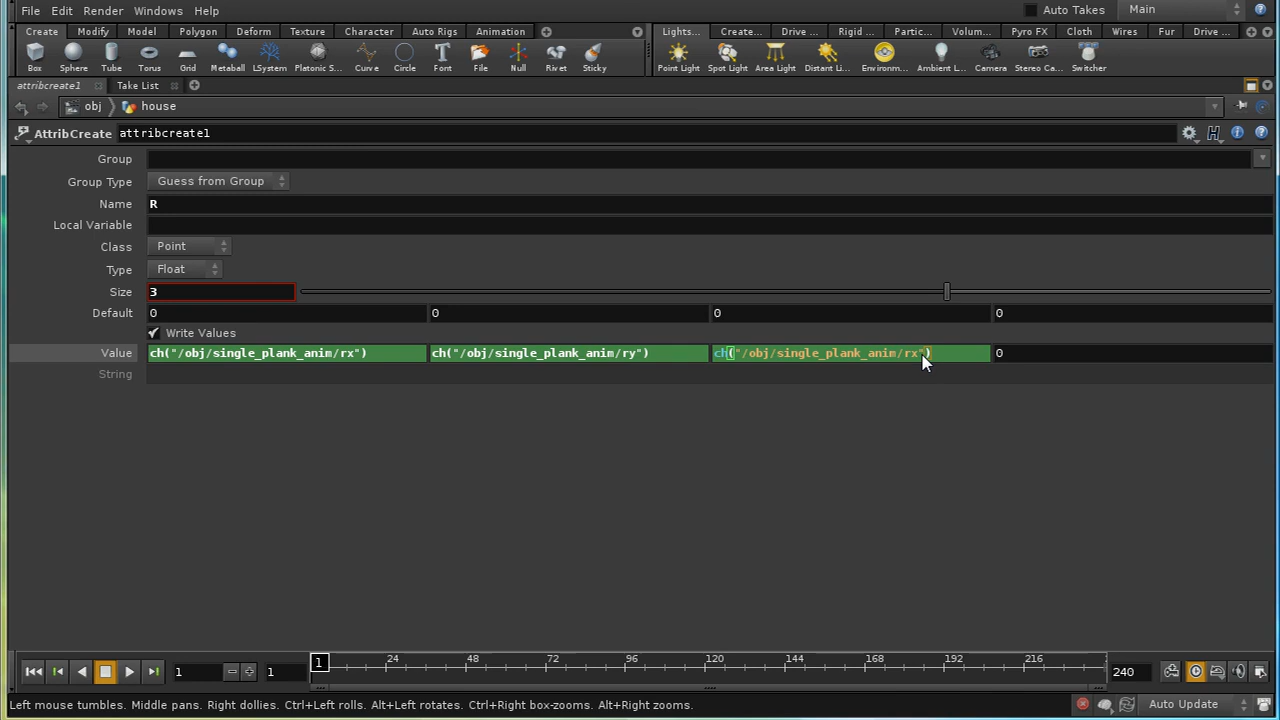 File Edit Render Windows Help Auto Takes Main
Create Modify Model Polygon Deform Texture Character Auto Rigs Animation Lights... Create... Drive ... Rigid ... Partic... Volum... Pyro FX Cloth Wires Fur Drive ...
Box Sphere Tube Torus Grid Metaball LSystem Platonic S... Curve Circle Font File Null Rivet Sticky Point Light Spot Light Area Light Distant Li... Environm... Ambient L... Camera Stereo Ca... Switcher
attribcreate1 Take List
obj house
AttribCreate attribcreate1
Group
Group Type Guess from Group
Name R
Local Variable
Class Point
Type Float
Size 3
Default 0 0 0 0
Write Values
Value ch("/obj/single_plank_anim/rx") ch("/obj/single_plank_anim/ry") ch("/obj/single_plank_anim/rx") 0
String
1 24 48 72 96 120 144 168 192 216
1 1 240
Left mouse tumbles. Middle pans. Right dollies. Ctrl+Left rolls. Alt+Left rotates. Ctrl+Right box-zooms. Alt+Right zooms. Auto Update